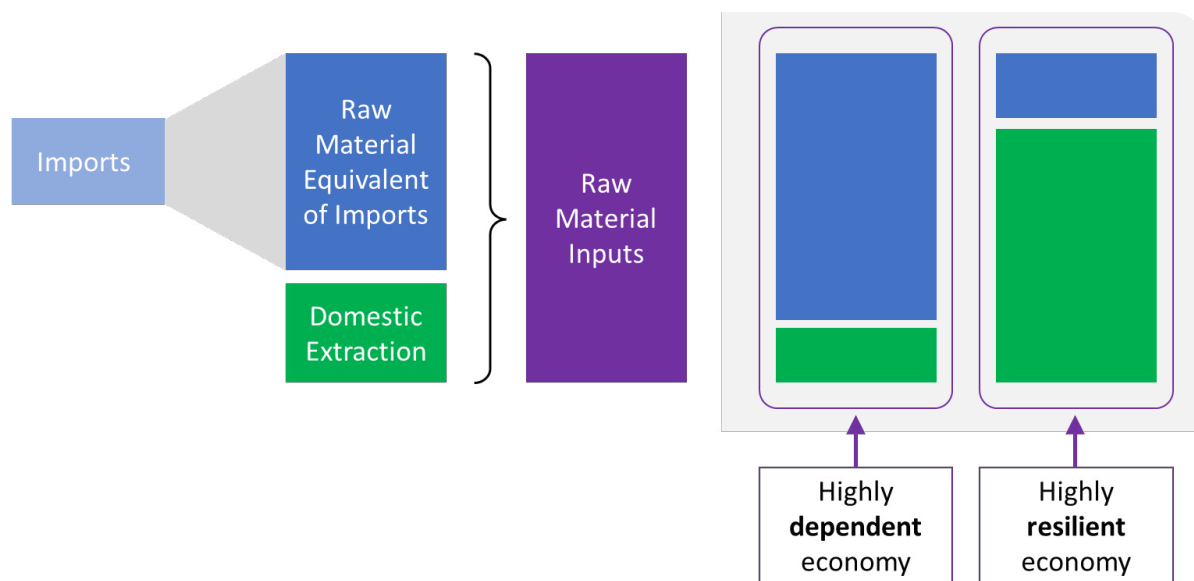 Imports
Raw
Material
Equivalent
of Imports
Domestic
Extraction
Raw
Material
Inputs
Highly
dependent
economy
Highly
resilient
economy